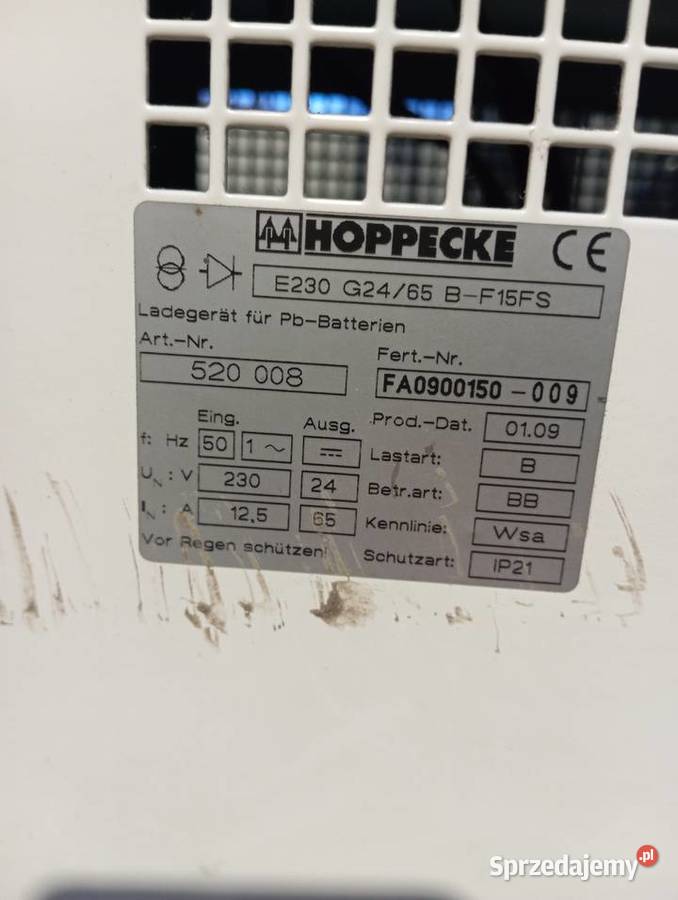 HOPPECKE CE
E230 G24/65 B-F15FS
Ladegerät für Pb-Batterien
Art.-Nr.
520 008
Fert.-Nr.
FA0900150-009
Eing. Ausg.
f: Hz 50 1~ ⎓
U_N: V 230 24
I_N: A 12,5 65
Vor Regen schützen!
Prod.-Dat. 01.09
Lastart: B
Betr.art: BB
Kennlinie: Wsa
Schutzart: IP21
Sprzedajemy.pl